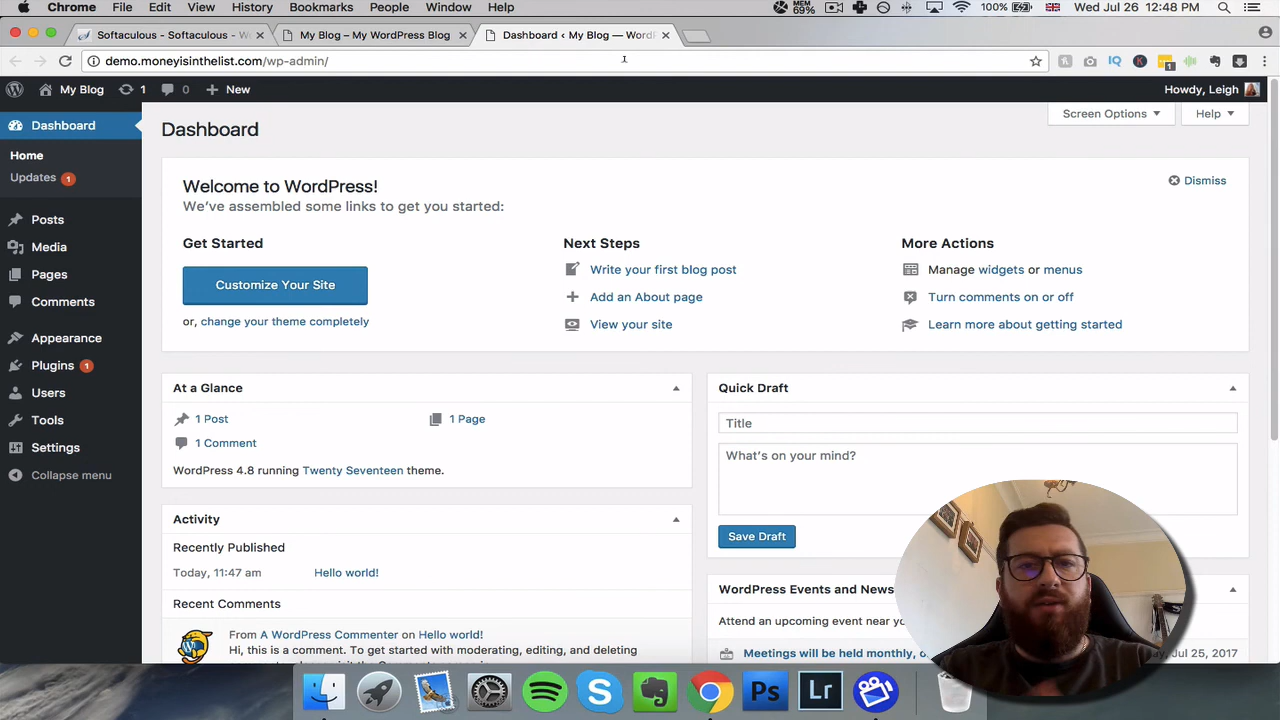 Chrome File Edit View History Bookmarks People Window Help MEM 69% 100% Wed Jul 26 12:48 PM
Softaculous - Softaculous - W
My Blog – My WordPress Blog
Dashboard ‹ My Blog — WordP
demo.moneyisinthelist.com/wp-admin/
IQ
K
1
My Blog 1 0 New Howdy, Leigh
Dashboard
Home
Updates 1
Posts
Media
Pages
Comments
Appearance
Plugins 1
Users
Tools
Settings
Collapse menu
Screen Options Help
Dashboard
Welcome to WordPress!
Dismiss
We've assembled some links to get you started:
Get Started
Customize Your Site
or, change your theme completely
Next Steps
Write your first blog post
Add an About page
View your site
More Actions
Manage widgets or menus
Turn comments on or off
Learn more about getting started
At a Glance
1 Post 1 Page
1 Comment
WordPress 4.8 running Twenty Seventeen theme.
Activity
Recently Published
Today, 11:47 am Hello world!
Recent Comments
From A WordPress Commenter on Hello world!
Hi, this is a comment. To get started with moderating, editing, and deleting
Quick Draft
Title
What's on your mind?
Save Draft
WordPress Events and News
Attend an upcoming event near
Meetings will be held monthly, Jul 25, 2017
S
Ps
Lr